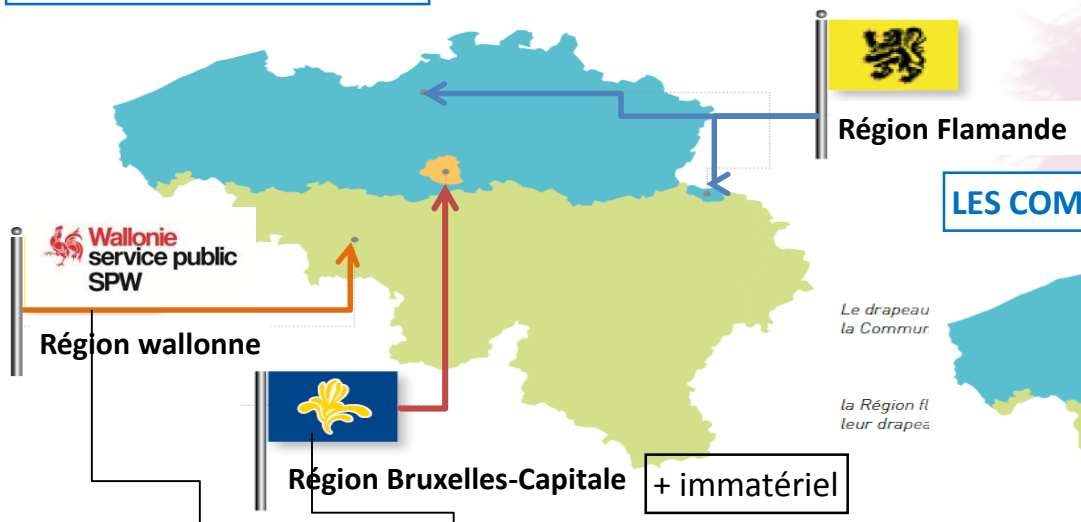 Région Flamande
LES COM
Wallonie
service public
SPW
Région wallonne
Le drapeau
la Commun
la Région fl
leur drapea
Région Bruxelles-Capitale
+ immatériel